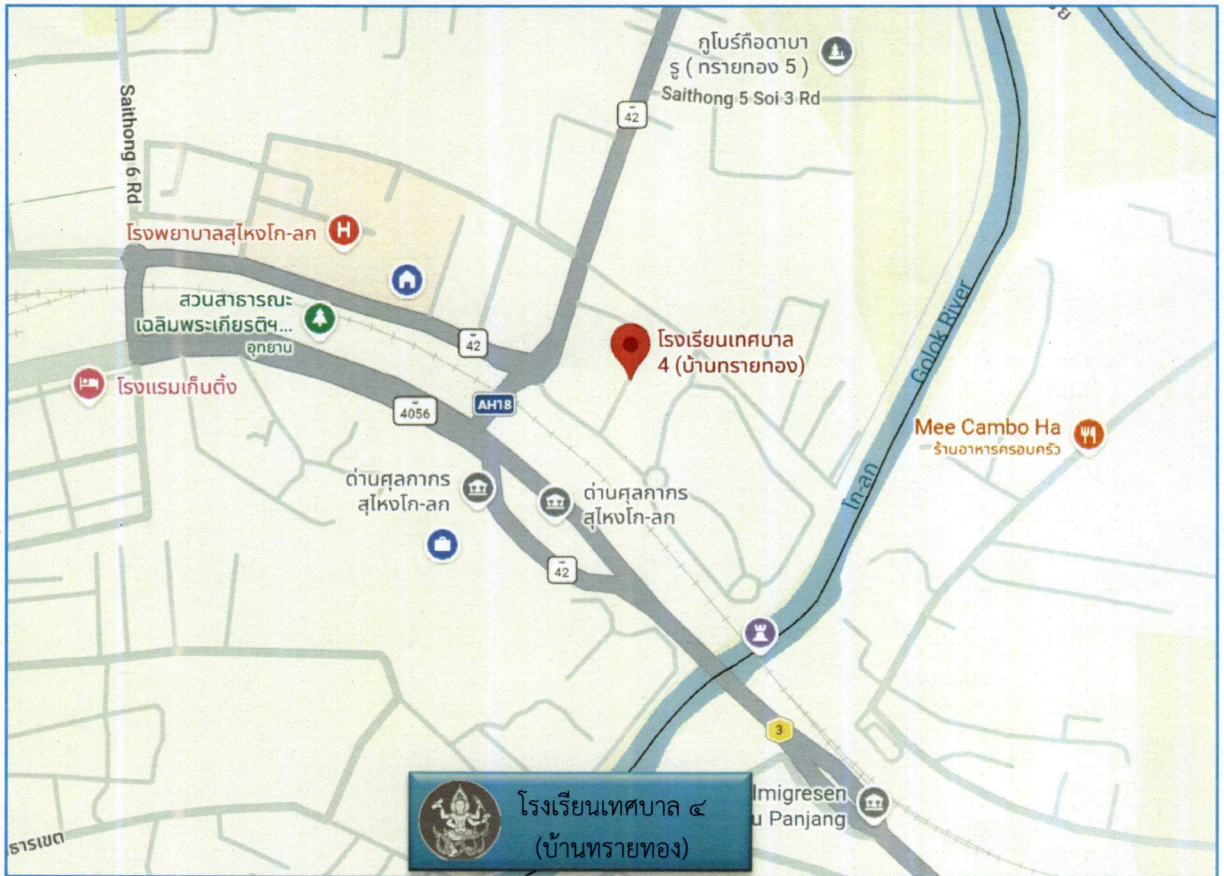 กูโบร์กือดาบา
รู ( ทรายทอง 5 )
Saithong 5 Soi 3 Rd
42
Saithong 6 Rd
โรงพยาบาลสุไหงโก-ลก
H
สวนสาธารณะ
เฉลิมพระเกียรติฯ...
อุทยาน
42
โรงเรียนเทศบาล
4 (บ้านทรายทอง)
Golok River
โรงแรมเก็นติ้ง
AH18
4056
Mee Cambo Ha
ร้านอาหารครอบครัว
ด่านศุลกากร
สุไหงโก-ลก
ด่านศุลกากร
สุไหงโก-ลก
โก-ลก
42
3
Imigresen
u Panjang
โรงเรียนเทศบาล ๔
(บ้านทรายทอง)
ธารเขต